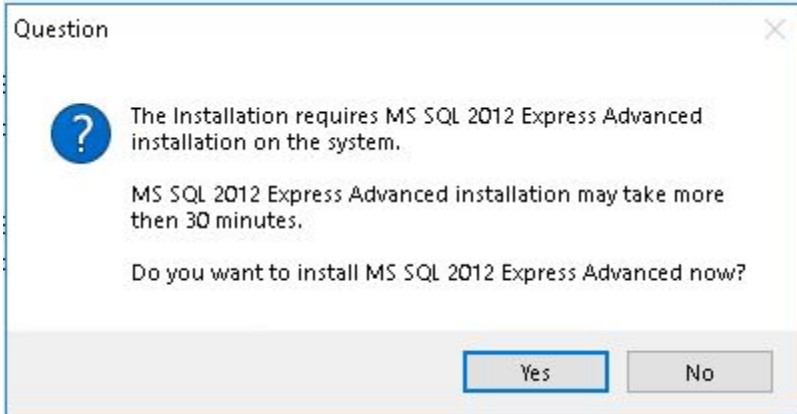 Question
The Installation requires MS SQL 2012 Express Advanced
installation on the system.
MS SQL 2012 Express Advanced installation may take more
then 30 minutes.
Do you want to install MS SQL 2012 Express Advanced now?
Yes
No